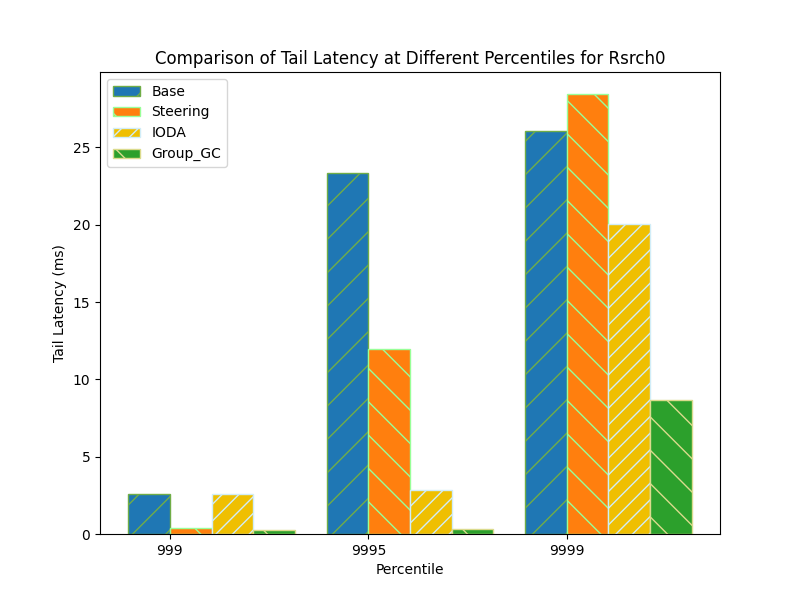 Comparison of Tail Latency at Different Percentiles for Rsrch0
Base
Steering
IODA
Group_GC
Tail Latency (ms)
25
20
15
10
5
0
999
9995
9999
Percentile